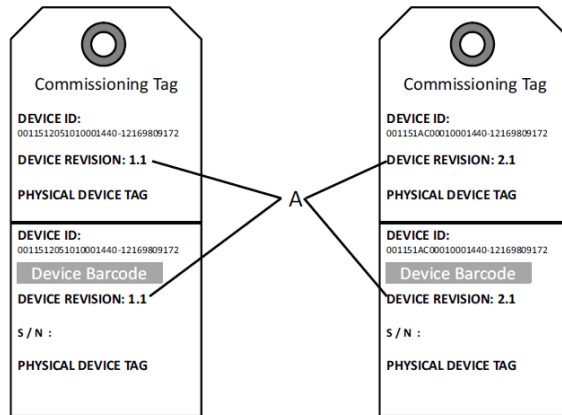 Commissioning Tag
DEVICE ID:
0011512051010001440-12169809172
DEVICE REVISION: 1.1
PHYSICAL DEVICE TAG
DEVICE ID:
0011512051010001440-12169809172
Device Barcode
DEVICE REVISION: 1.1
S / N :
PHYSICAL DEVICE TAG
A
Commissioning Tag
DEVICE ID:
001151AC00010001440-12169809172
DEVICE REVISION: 2.1
PHYSICAL DEVICE TAG
DEVICE ID:
001151AC00010001440-12169809172
Device Barcode
DEVICE REVISION: 2.1
S / N :
PHYSICAL DEVICE TAG